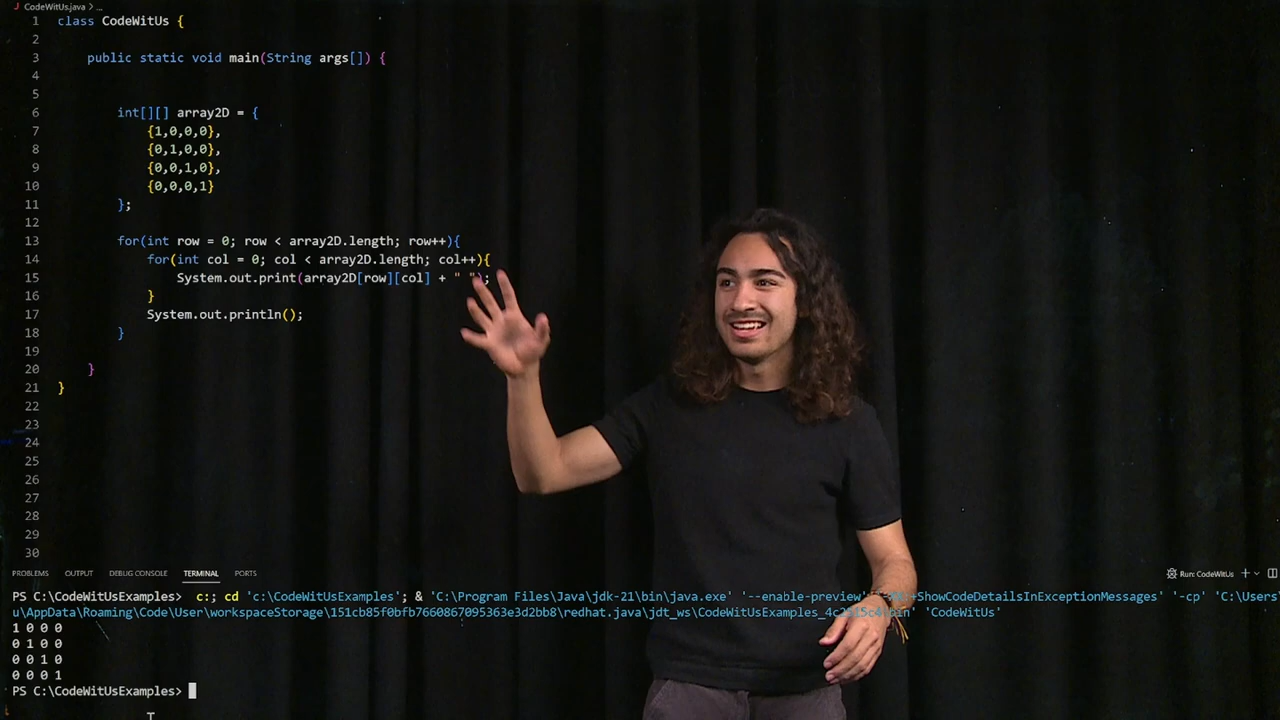 CodeWitUs.java > ...
1 class CodeWitUs {
2
3 public static void main(String args[]) {
4
5
6 int[][] array2D = {
7 {1,0,0,0},
8 {0,1,0,0},
9 {0,0,1,0},
10 {0,0,0,1}
11 };
12
13 for(int row = 0; row < array2D.length; row++){
14 for(int col = 0; col < array2D.length; col++){
15 System.out.print(array2D[row][col] + " ");
16 }
17 System.out.println();
18 }
19
20 }
21 }
22
23
24
25
26
27
28
29
30
PROBLEMS OUTPUT DEBUG CONSOLE TERMINAL PORTS Run: CodeWitUs
PS C:\CodeWitUsExamples> c:; cd 'c:\CodeWitUsExamples'; & 'C:\Program Files\Java\jdk-21\bin\java.exe' '--enable-preview' +ShowCodeDetailsInExceptionMessages' '-cp' 'C:\Users
u\AppData\Roaming\Code\User\workspaceStorage\151cb85f0bfb7660867095363e3d2bb8\redhat.java\jdt_ws\CodeWitUsExamples_ 'CodeWitUs'
1 0 0 0
0 1 0 0
0 0 1 0
0 0 0 1
PS C:\CodeWitUsExamples>